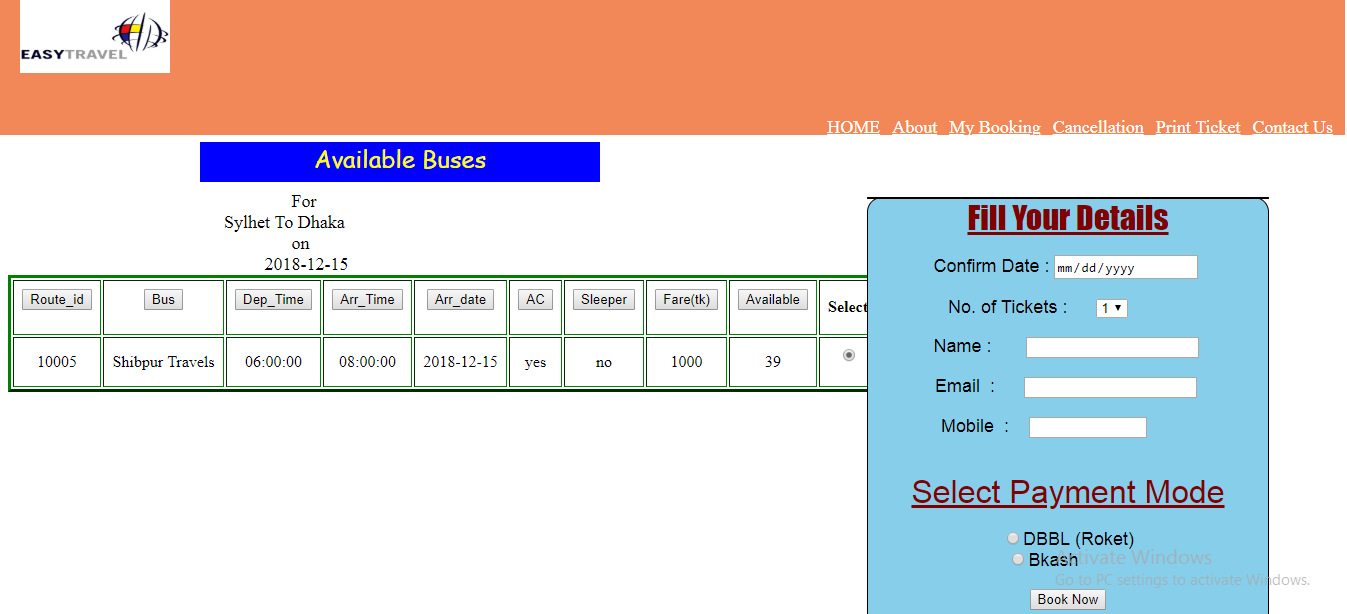 EASYTRAVEL
HOME About My Booking Cancellation Print Ticket Contact Us
Available Buses
For
Sylhet To Dhaka
on
2018-12-15
Route_id Bus Dep_Time Arr_Time Arr_date AC Sleeper Fare(tk) Available Select
10005 Shibpur Travels 06:00:00 08:00:00 2018-12-15 yes no 1000 39
Fill Your Details
Confirm Date : mm/dd/yyyy
No. of Tickets : 1
Name :
Email :
Mobile :
Select Payment Mode
DBBL (Roket)
Bkash
Activate Windows
Go to PC settings to activate Windows.
Book Now